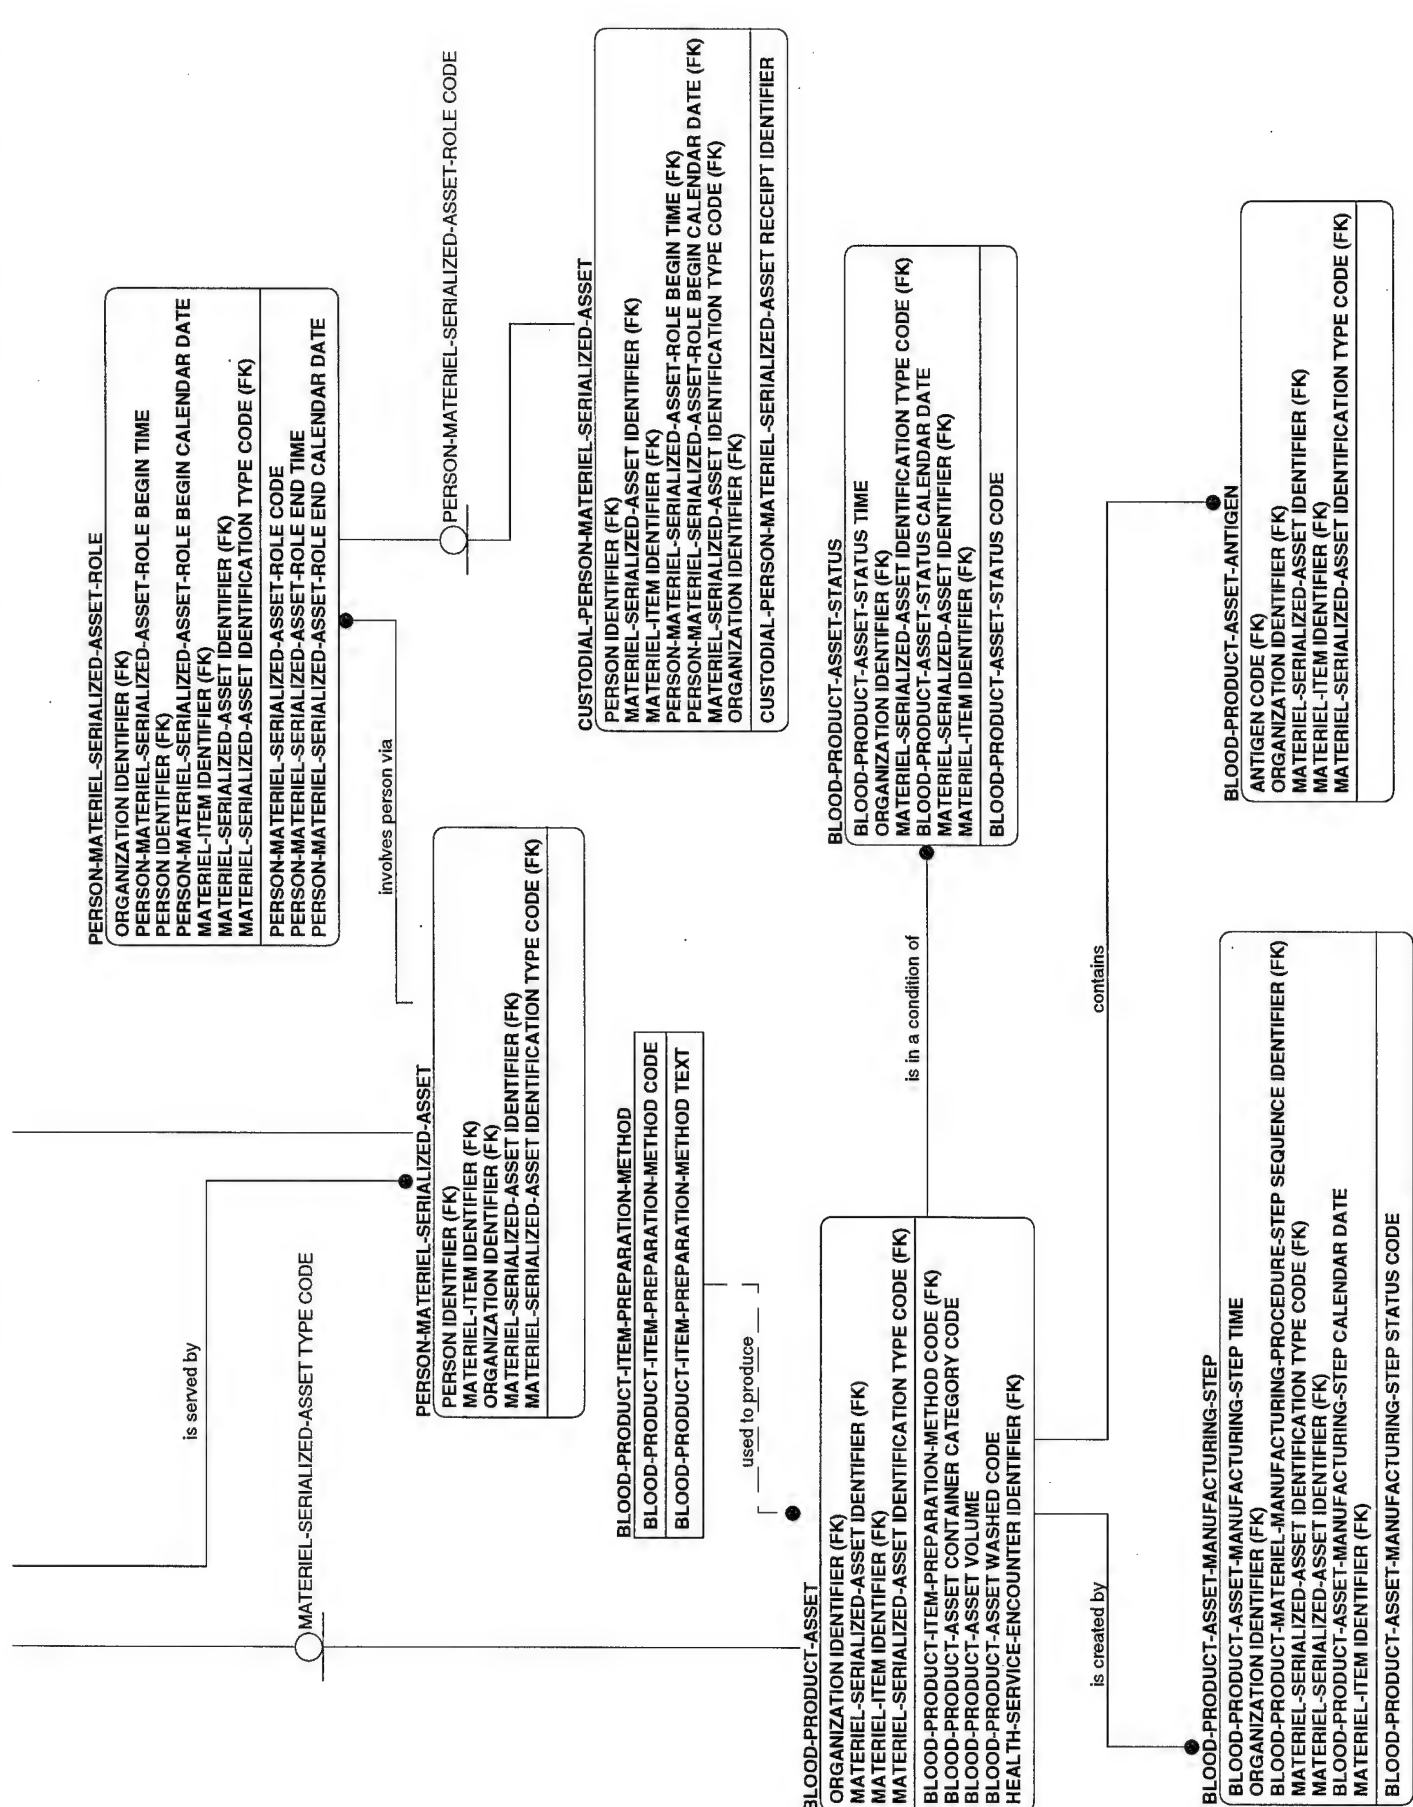 PERSON-MATERIEL-SERIALIZED-ASSET-ROLE
ORGANIZATION IDENTIFIER (FK)
PERSON-MATERIEL-SERIALIZED-ASSET-ROLE BEGIN TIME
PERSON IDENTIFIER (FK)
PERSON-MATERIEL-SERIALIZED-ASSET-ROLE BEGIN CALENDAR DATE
MATERIEL-ITEM IDENTIFIER (FK)
MATERIEL-SERIALIZED-ASSET IDENTIFIER (FK)
MATERIEL-SERIALIZED-ASSET IDENTIFICATION TYPE CODE (FK)
PERSON-MATERIEL-SERIALIZED-ASSET-ROLE CODE
PERSON-MATERIEL-SERIALIZED-ASSET-ROLE END TIME
PERSON-MATERIEL-SERIALIZED-ASSET-ROLE END CALENDAR DATE
is served by
MATERIEL-SERIALIZED-ASSET TYPE CODE
involves person via
PERSON-MATERIEL-SERIALIZED-ASSET-ROLE CODE
PERSON-MATERIEL-SERIALIZED-ASSET
PERSON IDENTIFIER (FK)
MATERIEL-ITEM IDENTIFIER (FK)
ORGANIZATION IDENTIFIER (FK)
MATERIEL-SERIALIZED-ASSET IDENTIFIER (FK)
MATERIEL-SERIALIZED-ASSET IDENTIFICATION TYPE CODE (FK)
CUSTODIAL-PERSON-MATERIEL-SERIALIZED-ASSET
PERSON IDENTIFIER (FK)
MATERIEL-SERIALIZED-ASSET IDENTIFIER (FK)
MATERIEL-ITEM IDENTIFIER (FK)
PERSON-MATERIEL-SERIALIZED-ASSET-ROLE BEGIN TIME (FK)
PERSON-MATERIEL-SERIALIZED-ASSET-ROLE BEGIN CALENDAR DATE (FK)
MATERIEL-SERIALIZED-ASSET IDENTIFICATION TYPE CODE (FK)
ORGANIZATION IDENTIFIER (FK)
CUSTODIAL-PERSON-MATERIEL-SERIALIZED-ASSET RECEIPT IDENTIFIER
BLOOD-PRODUCT-ITEM-PREPARATION-METHOD
BLOOD-PRODUCT-ITEM-PREPARATION-METHOD CODE
BLOOD-PRODUCT-ITEM-PREPARATION-METHOD TEXT
used to produce
BLOOD-PRODUCT-ASSET
ORGANIZATION IDENTIFIER (FK)
MATERIEL-SERIALIZED-ASSET IDENTIFIER (FK)
MATERIEL-ITEM IDENTIFIER (FK)
MATERIEL-SERIALIZED-ASSET IDENTIFICATION TYPE CODE (FK)
BLOOD-PRODUCT-ITEM-PREPARATION-METHOD CODE (FK)
BLOOD-PRODUCT-ASSET CONTAINER CATEGORY CODE
BLOOD-PRODUCT-ASSET VOLUME
BLOOD-PRODUCT-ASSET WASHED CODE
HEALTH-SERVICE-ENCOUNTER IDENTIFIER (FK)
is in a condition of
BLOOD-PRODUCT-ASSET-STATUS
BLOOD-PRODUCT-ASSET-STATUS TIME
ORGANIZATION IDENTIFIER (FK)
MATERIEL-SERIALIZED-ASSET IDENTIFICATION TYPE CODE (FK)
BLOOD-PRODUCT-ASSET-STATUS CALENDAR DATE
MATERIEL-SERIALIZED-ASSET IDENTIFIER (FK)
MATERIEL-ITEM IDENTIFIER (FK)
BLOOD-PRODUCT-ASSET-STATUS CODE
is created by
contains
BLOOD-PRODUCT-ASSET-MANUFACTURING-STEP
BLOOD-PRODUCT-ASSET-MANUFACTURING-STEP TIME
ORGANIZATION IDENTIFIER (FK)
BLOOD-PRODUCT-MATERIEL-MANUFACTURING-PROCEDURE-STEP SEQUENCE IDENTIFIER (FK)
MATERIEL-SERIALIZED-ASSET IDENTIFICATION TYPE CODE (FK)
MATERIEL-SERIALIZED-ASSET IDENTIFIER (FK)
BLOOD-PRODUCT-ASSET-MANUFACTURING-STEP CALENDAR DATE
MATERIEL-ITEM IDENTIFIER (FK)
BLOOD-PRODUCT-ASSET-MANUFACTURING-STEP STATUS CODE
BLOOD-PRODUCT-ASSET-ANTIGEN
ANTIGEN CODE (FK)
ORGANIZATION IDENTIFIER (FK)
MATERIEL-SERIALIZED-ASSET IDENTIFIER (FK)
MATERIEL-ITEM IDENTIFIER (FK)
MATERIEL-SERIALIZED-ASSET IDENTIFICATION TYPE CODE (FK)